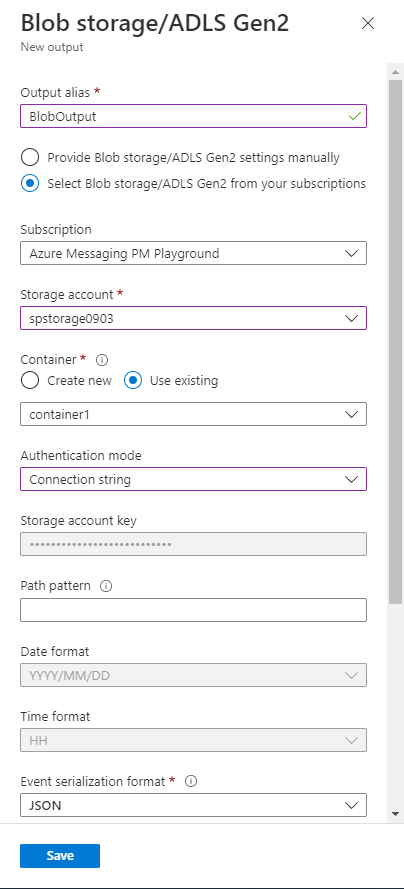 Blob storage/ADLS Gen2
New output
Output alias *
BlobOutput
Provide Blob storage/ADLS Gen2 settings manually
Select Blob storage/ADLS Gen2 from your subscriptions
Subscription
Azure Messaging PM Playground
Storage account *
spstorage0903
Container *
Create new Use existing
container1
Authentication mode
Connection string
Storage account key
•••••••••••••••••••••••••••
Path pattern
Date format
YYYY/MM/DD
Time format
HH
Event serialization format *
JSON
Save